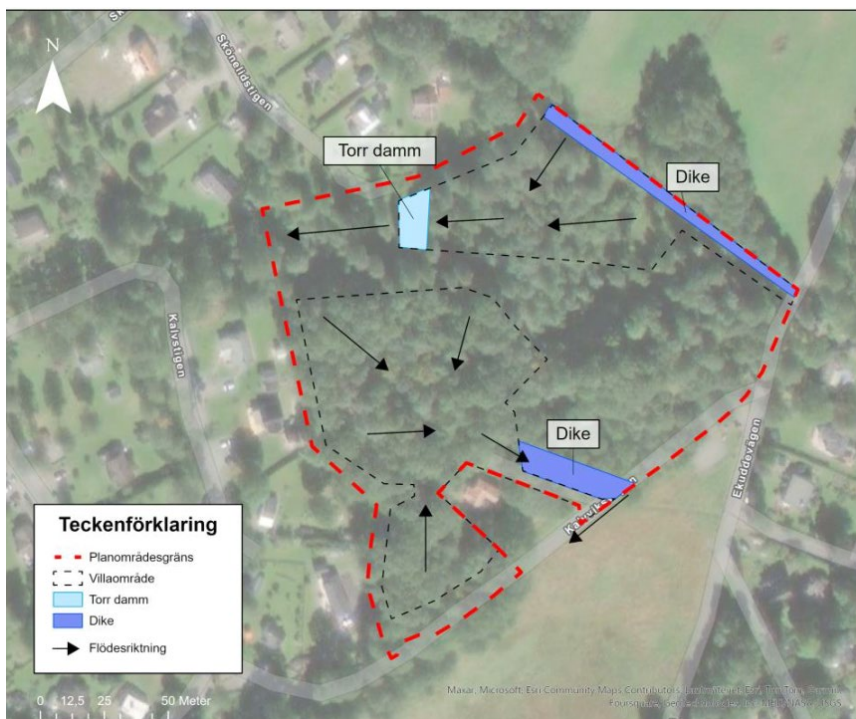 Skönelidstigen
N
Torr damm
Dike
Kalvstigen
Dike
Ekuddevägen
Teckenförklaring
Planområdesgräns
Villaområde
Torr damm
Dike
Flödesriktning
0 12,5 25 50 Meter
Maxar, Microsoft, Esri Community Maps Contributors